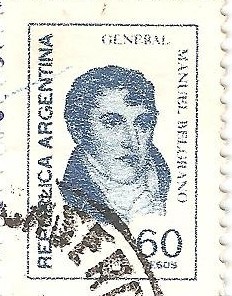 REPUBLICA ARGENTINA
GENERAL
MANUEL BELGRANO
60
PESOS